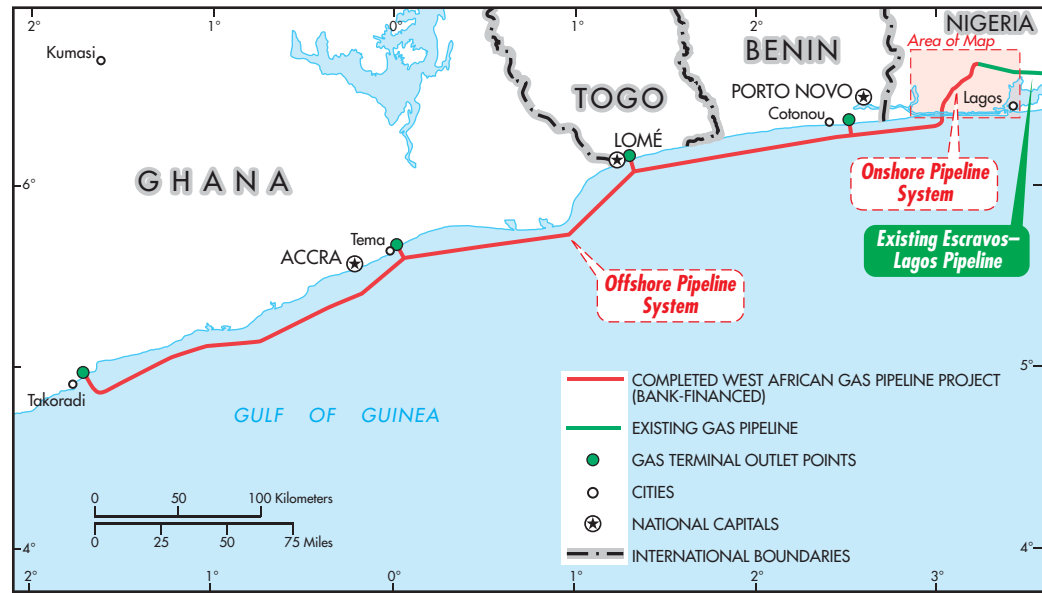 2°
1°
0°
1°
2°
3°
NIGERIA
Kumasi
BENIN
Area of Map
TOGO
PORTO NOVO
Lagos
Cotonou
LOMÉ
GHANA
6°
Onshore Pipeline
System
Tema
ACCRA
Existing Escravos–
Lagos Pipeline
Offshore Pipeline
System
5°
Takoradi
GULF OF GUINEA
COMPLETED WEST AFRICAN GAS PIPELINE PROJECT
(BANK-FINANCED)
EXISTING GAS PIPELINE
GAS TERMINAL OUTLET POINTS
CITIES
NATIONAL CAPITALS
INTERNATIONAL BOUNDARIES
0 50 100 Kilometers
0 25 50 75 Miles
4°
4°
2°
1°
0°
1°
2°
3°